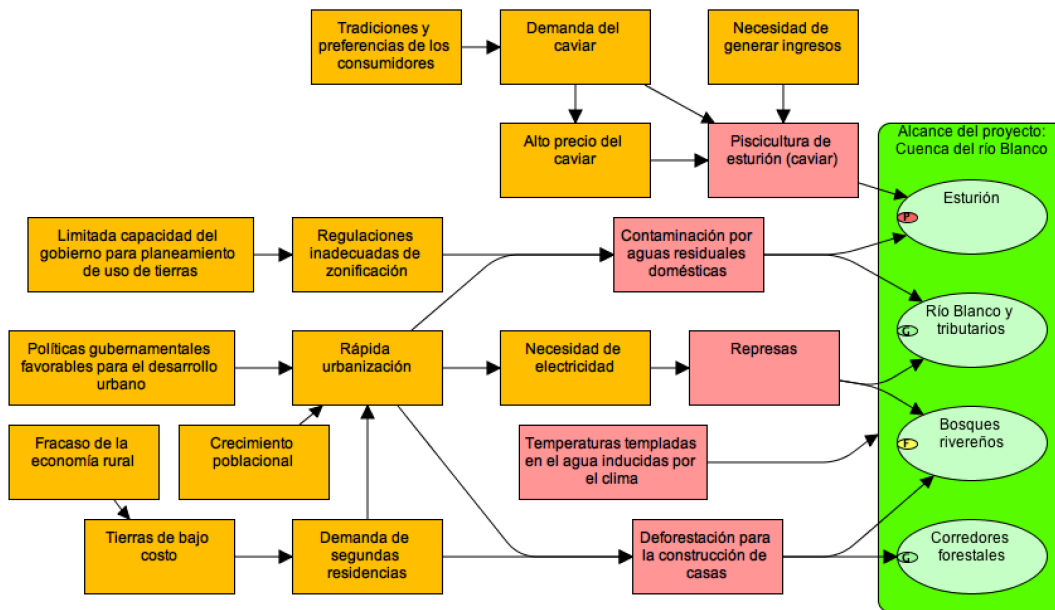 Tradiciones y
preferencias de los
consumidores
Demanda del
caviar
Necesidad de
generar ingresos
Alto precio del
caviar
Piscicultura de
esturión (caviar)
Alcance del proyecto:
Cuenca del río Blanco
Esturión
P
Limitada capacidad del
gobierno para planeamiento
de uso de tierras
Regulaciones
inadecuadas de
zonificación
Contaminación por
aguas residuales
domésticas
Río Blanco y
tributarios
G
Políticas gubernamentales
favorables para el desarrollo
urbano
Rápida
urbanización
Necesidad de
electricidad
Represas
Fracaso de la
economía rural
Crecimiento
poblacional
Temperaturas templadas
en el agua inducidas por
el clima
Bosques
rivereños
F
Tierras de bajo
costo
Demanda de
segundas
residencias
Deforestación para
la construcción de
casas
Corredores
forestales
G